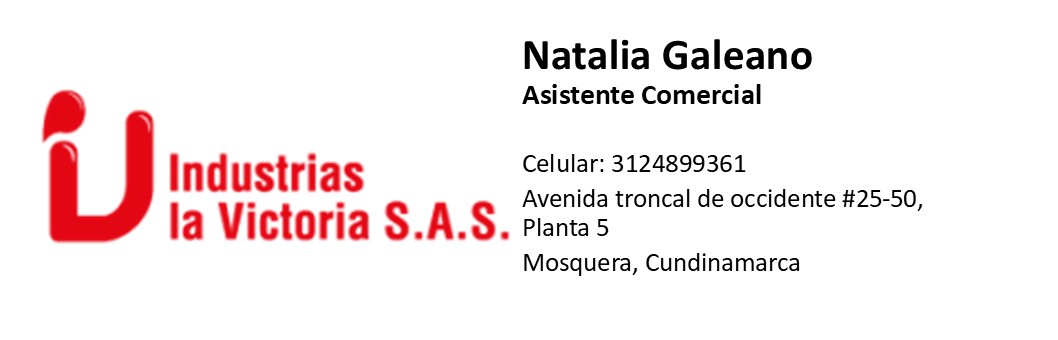 Natalia Galeano
Asistente Comercial
Industrias
la Victoria S.A.S.
Celular: 3124899361
Avenida troncal de occidente #25-50,
Planta 5
Mosquera, Cundinamarca